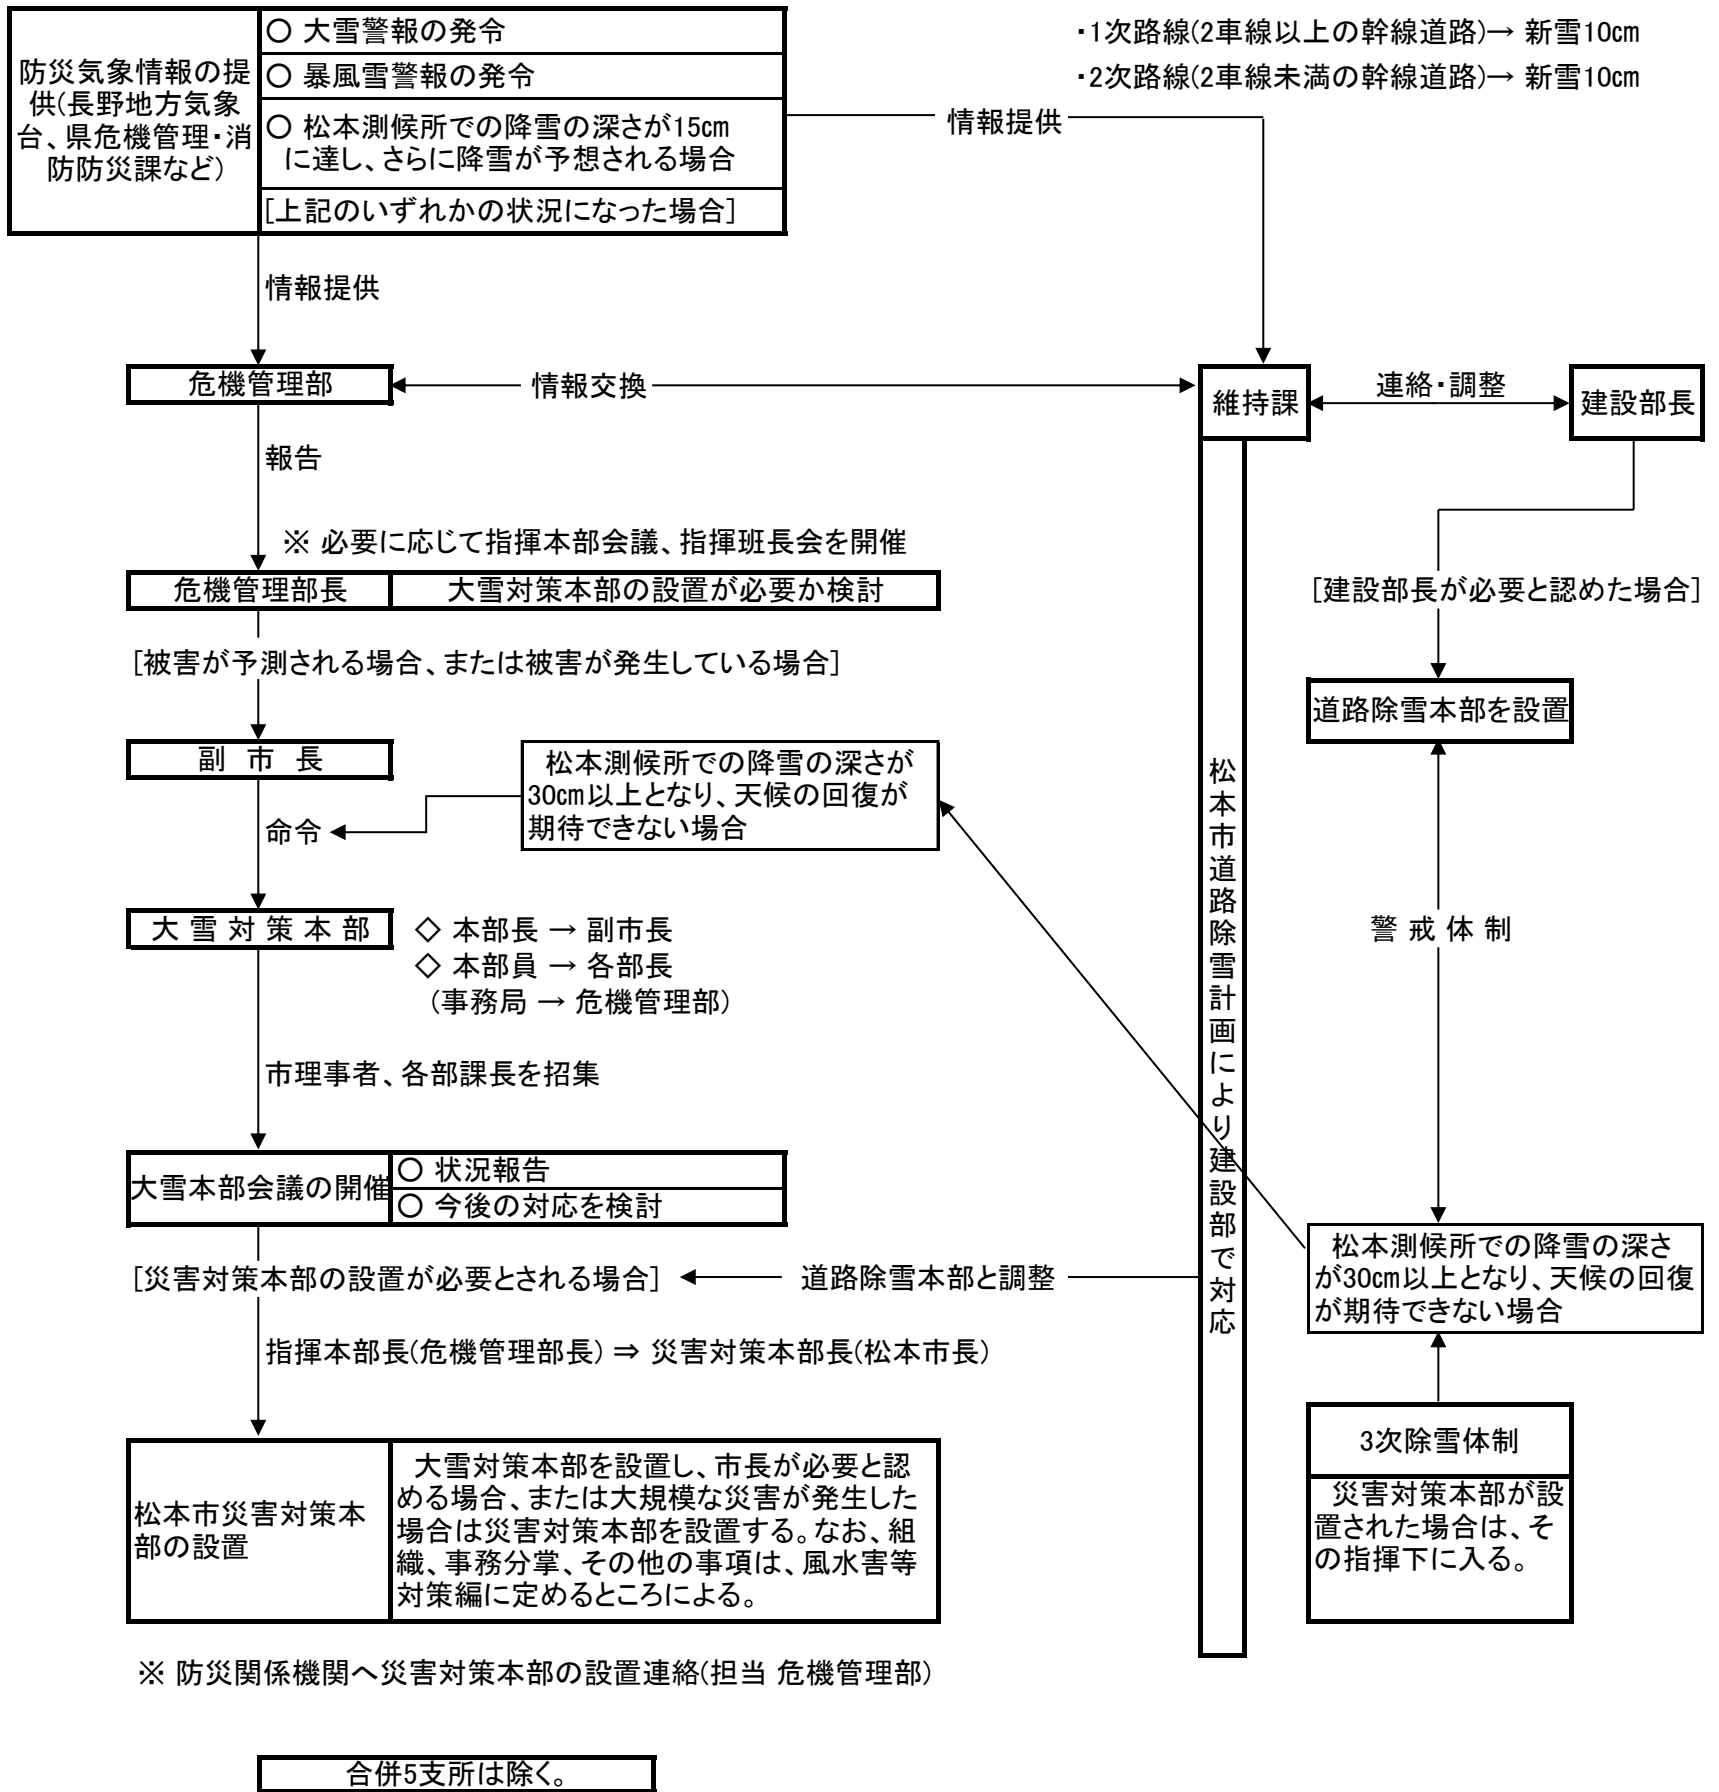 防災気象情報の提
供(長野地方気象
台、県危機管理・消
防防災課など)
○ 大雪警報の発令
○ 暴風雪警報の発令
○ 松本測候所での降雪の深さが15㎝
に達し、さらに降雪が予想される場合
[上記のいずれかの状況になった場合]
・1次路線(2車線以上の幹線道路)→ 新雪10㎝
・2次路線(2車線未満の幹線道路)→ 新雪10㎝
情報提供
情報提供
危機管理部
情報交換
維持課
連絡・調整
建設部長
報告
※ 必要に応じて指揮本部会議、指揮班長会を開催
危機管理部長
大雪対策本部の設置が必要か検討
[建設部長が必要と認めた場合]
[被害が予測される場合、または被害が発生している場合]
道路除雪本部を設置
副 市 長
松本測候所での降雪の深さが
30㎝以上となり、天候の回復が
期待できない場合
命令
松本市道路除雪計画により建設部で対応
大 雪 対 策 本 部
◇ 本部長 → 副市長
◇ 本部員 → 各部長
(事務局 → 危機管理部)
警 戒 体 制
市理事者、各部課長を招集
大雪本部会議の開催
○ 状況報告
○ 今後の対応を検討
松本測候所での降雪の深さ
が30㎝以上となり、天候の回復
が期待できない場合
[災害対策本部の設置が必要とされる場合]
道路除雪本部と調整
指揮本部長(危機管理部長) ⇒ 災害対策本部長(松本市長)
3次除雪体制
災害対策本部が設
置された場合は、そ
の指揮下に入る。
松本市災害対策本
部の設置
大雪対策本部を設置し、市長が必要と認
める場合、または大規模な災害が発生した
場合は災害対策本部を設置する。なお、組
織、事務分掌、その他の事項は、風水害等
対策編に定めるところによる。
※ 防災関係機関へ災害対策本部の設置連絡(担当 危機管理部)
合併5支所は除く。